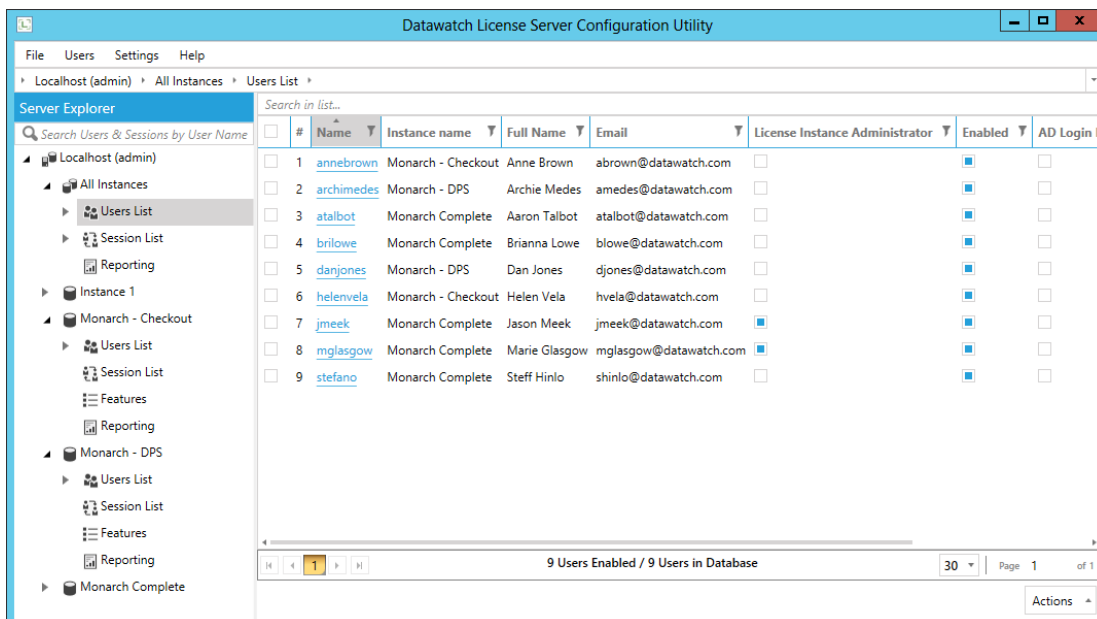 Datawatch License Server Configuration Utility
File Users Settings Help
Localhost (admin) All Instances Users List
Server Explorer
Search Users & Sessions by User Name
Localhost (admin)
All Instances
Users List
Session List
Reporting
Instance 1
Monarch - Checkout
Users List
Session List
Features
Reporting
Monarch - DPS
Users List
Session List
Features
Reporting
Monarch Complete
Search in list...
# Name Instance name Full Name Email License Instance Administrator Enabled AD Login
1 annebrown Monarch - Checkout Anne Brown abrown@datawatch.com
2 archimedes Monarch - DPS Archie Medes amedes@datawatch.com
3 atalbot Monarch Complete Aaron Talbot atalbot@datawatch.com
4 brilowe Monarch Complete Brianna Lowe blowe@datawatch.com
5 danjones Monarch - DPS Dan Jones djones@datawatch.com
6 helenvela Monarch - Checkout Helen Vela hvela@datawatch.com
7 jmeek Monarch Complete Jason Meek jmeek@datawatch.com
8 mglasgow Monarch Complete Marie Glasgow mglasgow@datawatch.com
9 stefano Monarch Complete Steff Hinlo shinlo@datawatch.com
1 9 Users Enabled / 9 Users in Database 30 Page 1 of 1
Actions